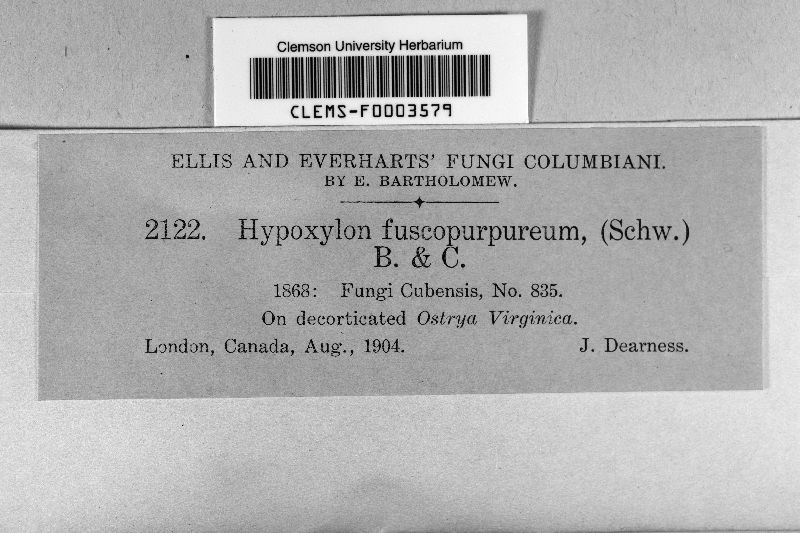 Clemson University Herbarium
CLEMS-F0003579
ELLIS AND EVERHARTS' FUNGI COLUMBIANI.
BY E. BARTHOLOMEW.
2122. Hypoxylon fuscopurpureum, (Schw.)
B. & C.
1868: Fungi Cubensis, No. 835.
On decorticated Ostrya Virginica.
London, Canada, Aug., 1904. J. Dearness.